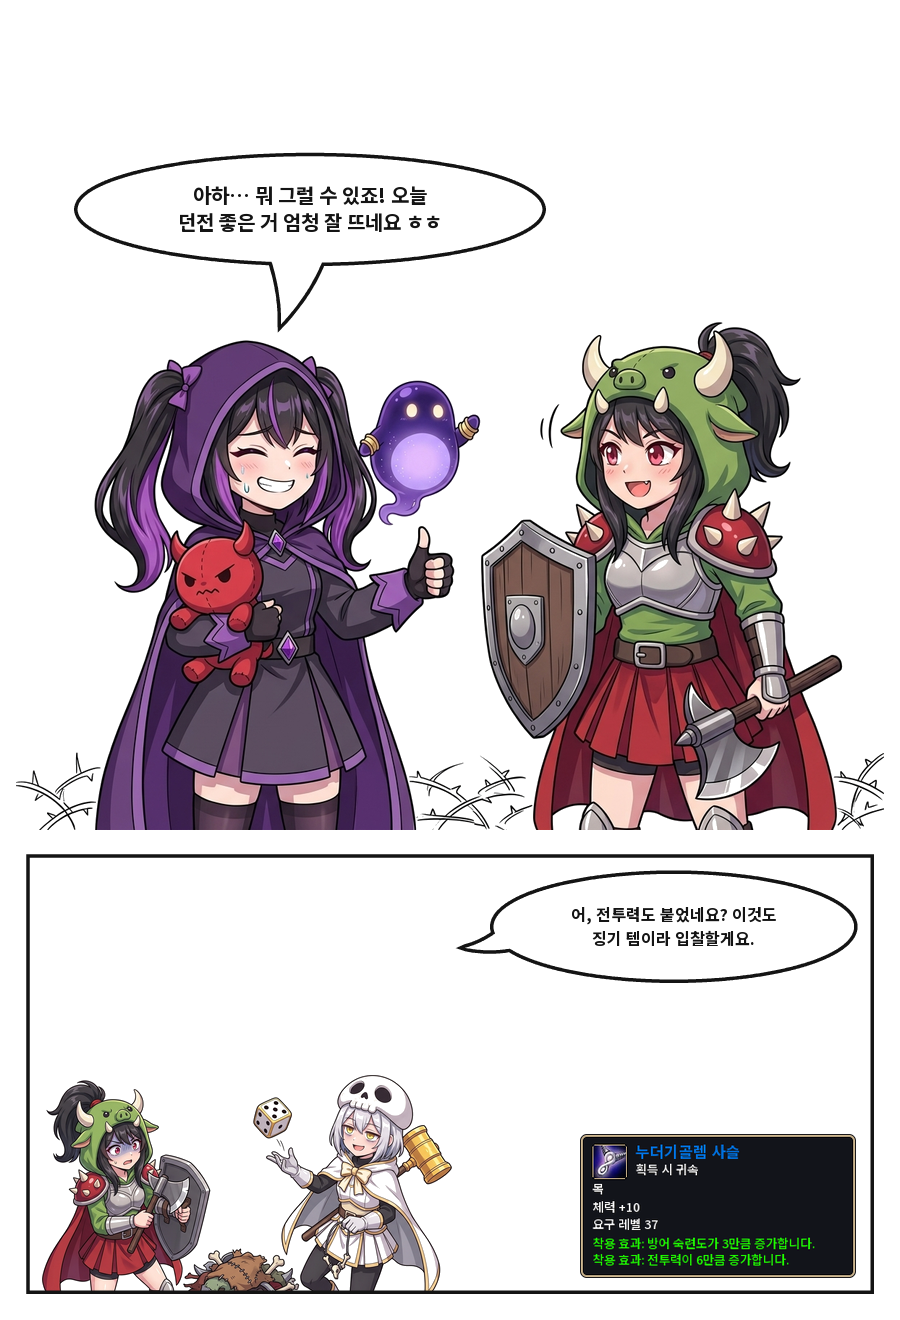 아하… 뭐 그럴 수 있죠! 오늘
던전 좋은 거 엄청 잘 뜨네요 ㅎㅎ
어, 전투력도 붙었네요? 이것도
징기 템이라 입찰할게요.
누더기골렘 사슬
획득 시 귀속
목
체력 +10
요구 레벨 37
착용 효과: 방어 숙련도가 3만큼 증가합니다.
착용 효과: 전투력이 6만큼 증가합니다.